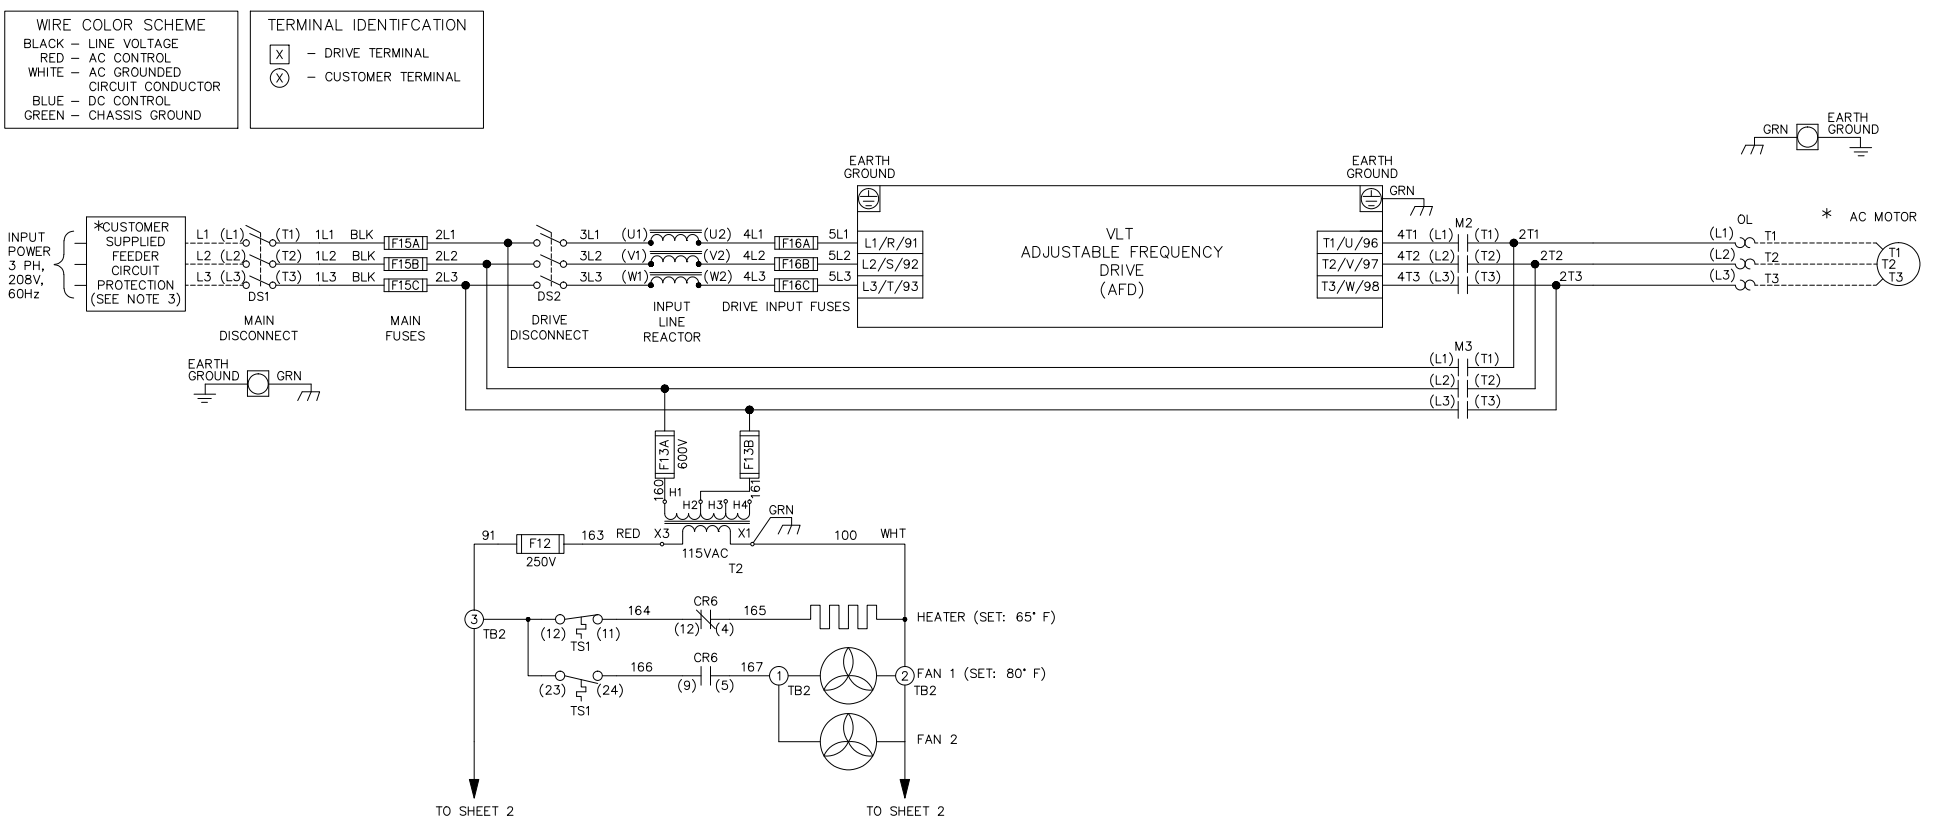 WIRE COLOR SCHEME
BLACK – LINE VOLTAGE
RED – AC CONTROL
WHITE – AC GROUNDED
CIRCUIT CONDUCTOR
BLUE – DC CONTROL
GREEN – CHASSIS GROUND
TERMINAL IDENTIFCATION
X – DRIVE TERMINAL
X – CUSTOMER TERMINAL
GRN
EARTH
GROUND
INPUT
POWER
3 PH,
208V,
60Hz
*CUSTOMER
SUPPLIED
FEEDER
CIRCUIT
PROTECTION
(SEE NOTE 3)
L1 (L1) (T1) 1L1 BLK F15A 2L1
L2 (L2) (T2) 1L2 BLK F15B 2L2
L3 (L3) (T3) 1L3 BLK F15C 2L3
DS1
MAIN
DISCONNECT
MAIN
FUSES
3L1 (U1) (U2) 4L1 F16A 5L1
3L2 (V1) (V2) 4L2 F16B 5L2
3L3 (W1) (W2) 4L3 F16C 5L3
DS2
DRIVE
DISCONNECT
INPUT
LINE
REACTOR
DRIVE INPUT FUSES
EARTH
GROUND
L1/R/91
L2/S/92
L3/T/93
VLT
ADJUSTABLE FREQUENCY
DRIVE
(AFD)
EARTH
GROUND
GRN
T1/U/96
T2/V/97
T3/W/98
M2
4T1 (L1) (T1) 2T1
4T2 (L2) (T2) 2T2
4T3 (L3) (T3) 2T3
OL
(L1) T1
(L2) T2
(L3) T3
* AC MOTOR
T1
T2
T3
M3
(L1) (T1)
(L2) (T2)
(L3) (T3)
EARTH
GROUND
GRN
F13A
600V
F13B
160
161
H1
H2 H3 H4
GRN
91
F12
250V
163
RED
X3
X1
115VAC
T2
100
WHT
3
TB2
(12) (11)
TS1
164
CR6
(12) (4)
165
HEATER (SET: 65° F)
(23) (24)
TS1
166
CR6
(9) (5)
167
1
TB2
2
TB2
FAN 1 (SET: 80° F)
FAN 2
TO SHEET 2
TO SHEET 2